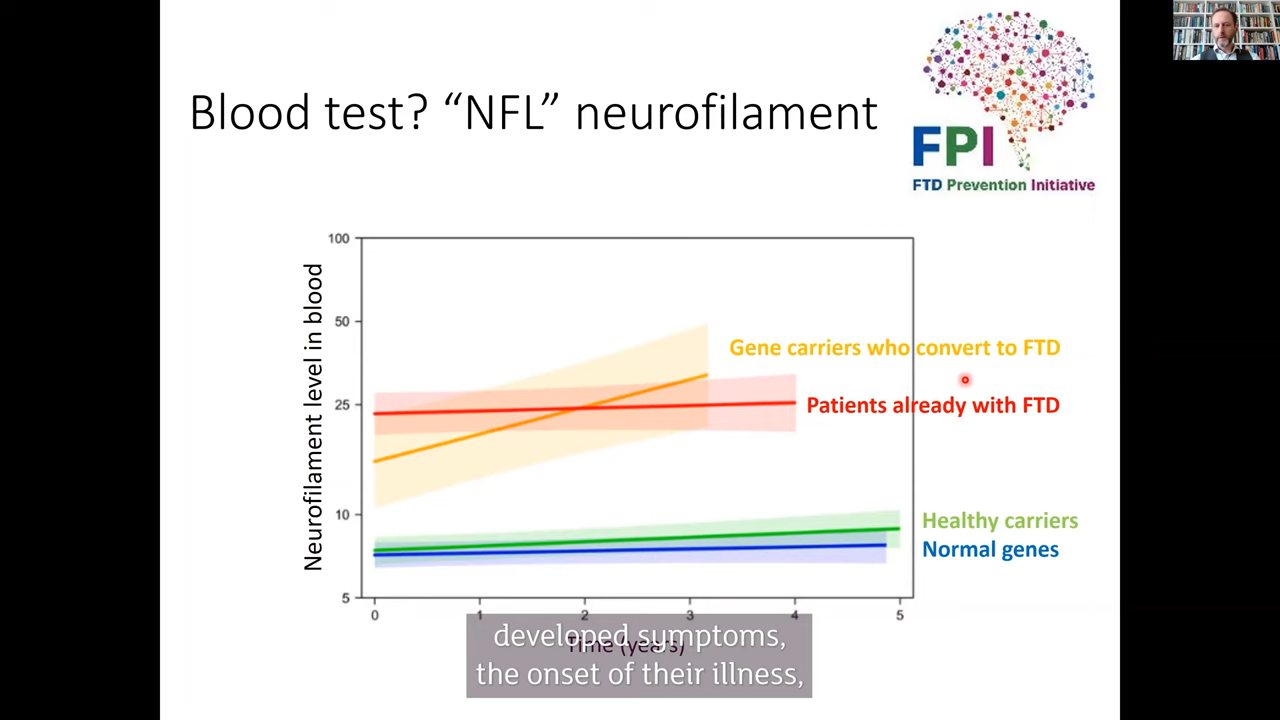 Blood test? “NFL” neurofilament
FPI
FTD Prevention Initiative
Neurofilament level in blood
100
50
25
10
5
Gene carriers who convert to FTD
Patients already with FTD
Healthy carriers
Normal genes
0 1 2 3 4 5
Time (years)
developed symptoms,
the onset of their illness,